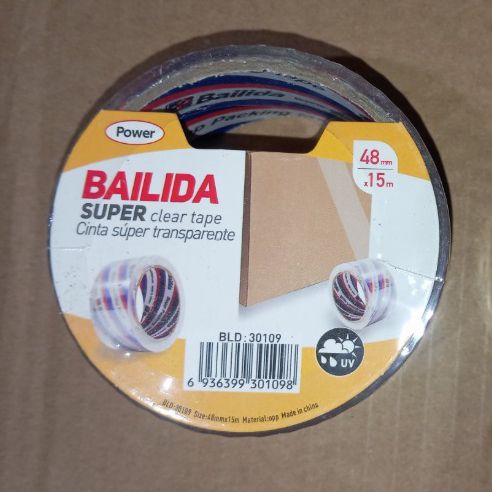 Bailida
Packing
Power
48mm
x15m
BAILIDA
SUPER clear tape
Cinta súper transparente
BLD:30109
6 936399 301098
UV
BLD:30109 Size:48mmx15m Material:opp Made in china